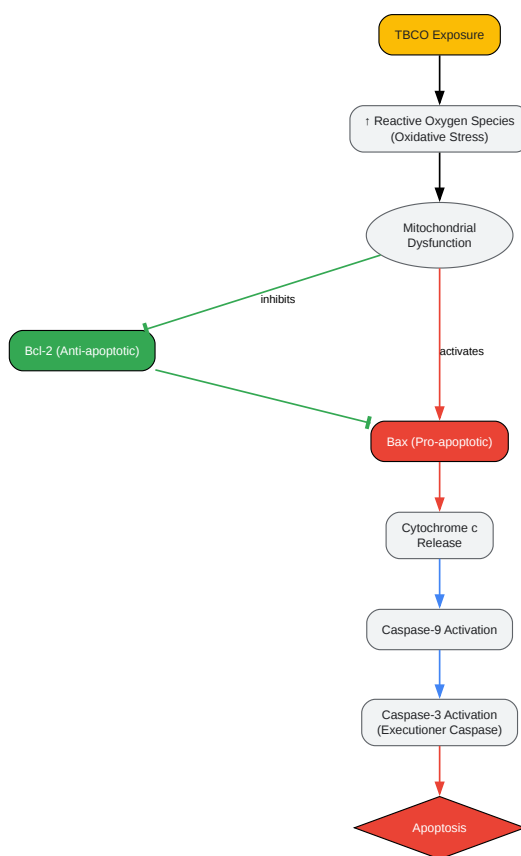 TBCO Exposure
↑ Reactive Oxygen Species
(Oxidative Stress)
Mitochondrial
Dysfunction
inhibits
Bcl-2 (Anti-apoptotic)
activates
Bax (Pro-apoptotic)
Cytochrome c
Release
Caspase-9 Activation
Caspase-3 Activation
(Executioner Caspase)
Apoptosis